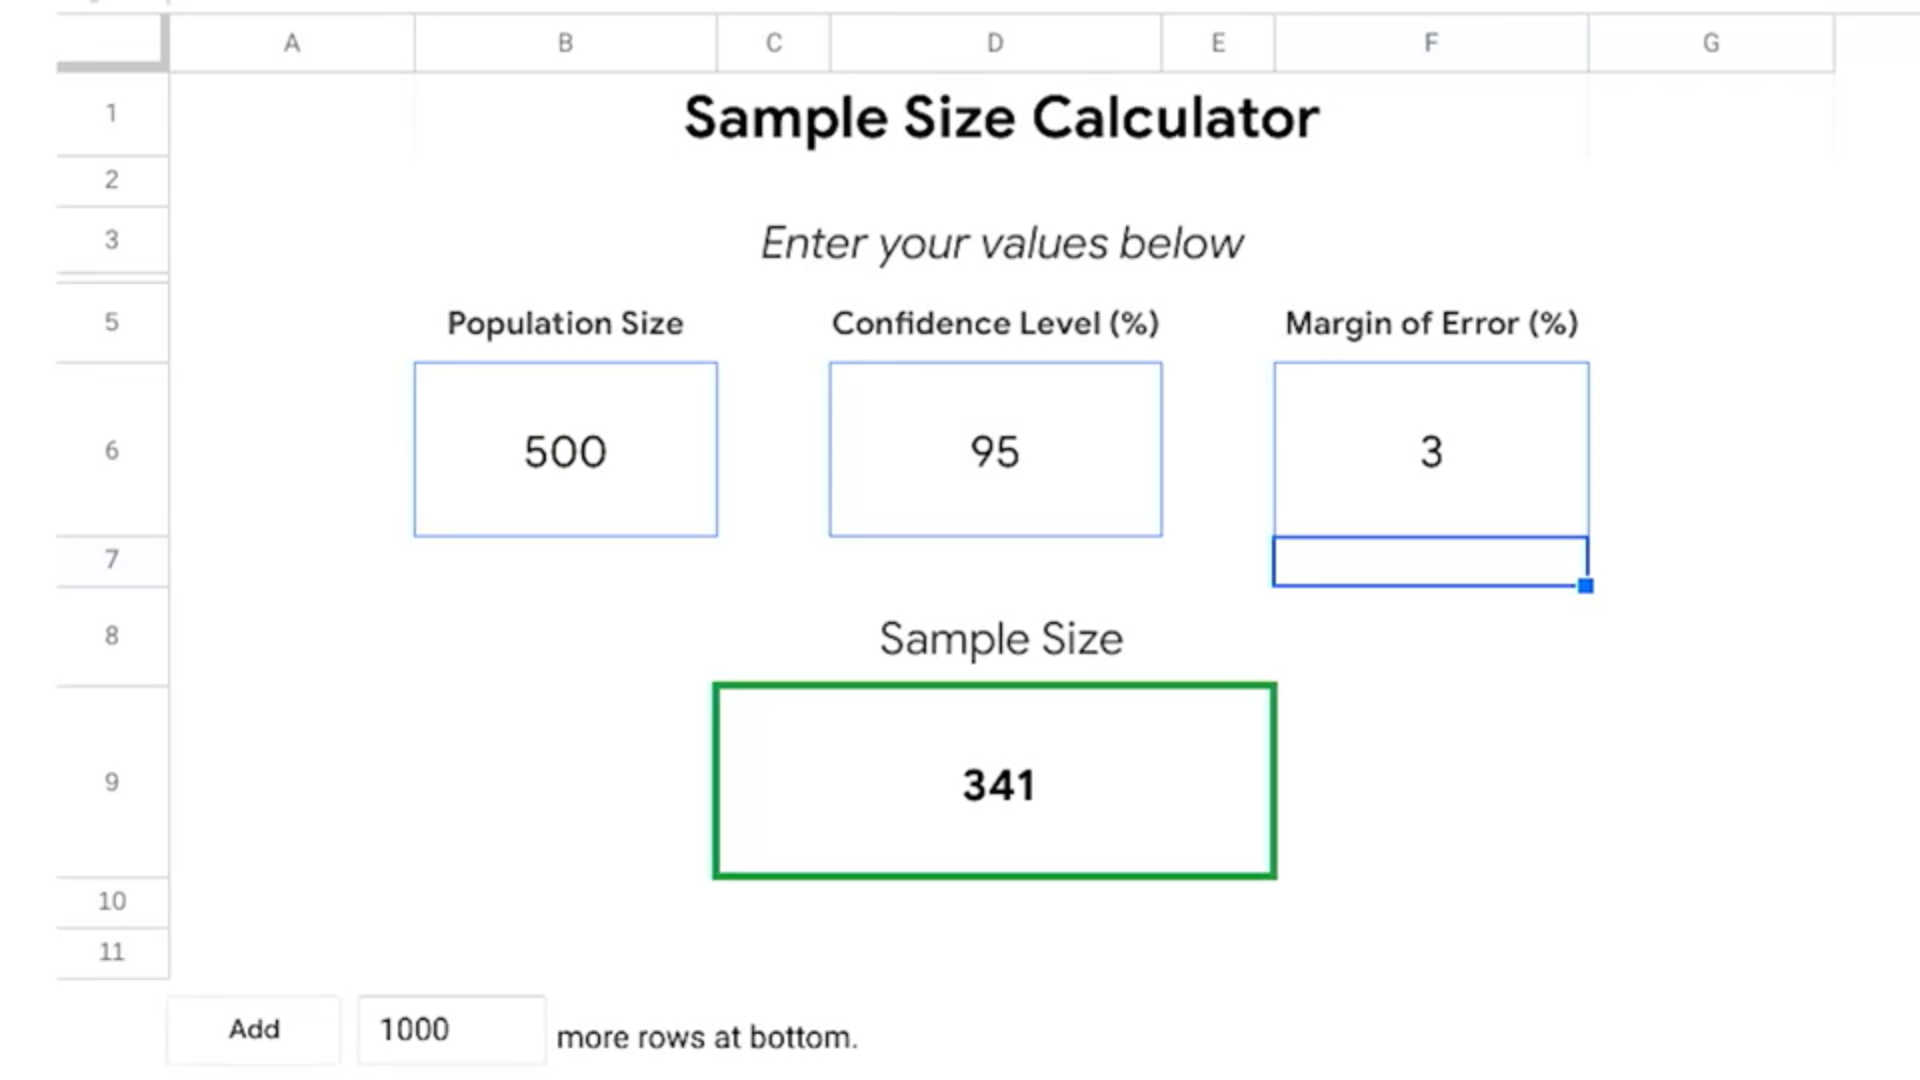 A B C D E F G
1 Sample Size Calculator
2
3 Enter your values below
5 Population Size Confidence Level (%) Margin of Error (%)
6 500 95 3
7
8 Sample Size
9 341
10
11
Add 1000 more rows at bottom.